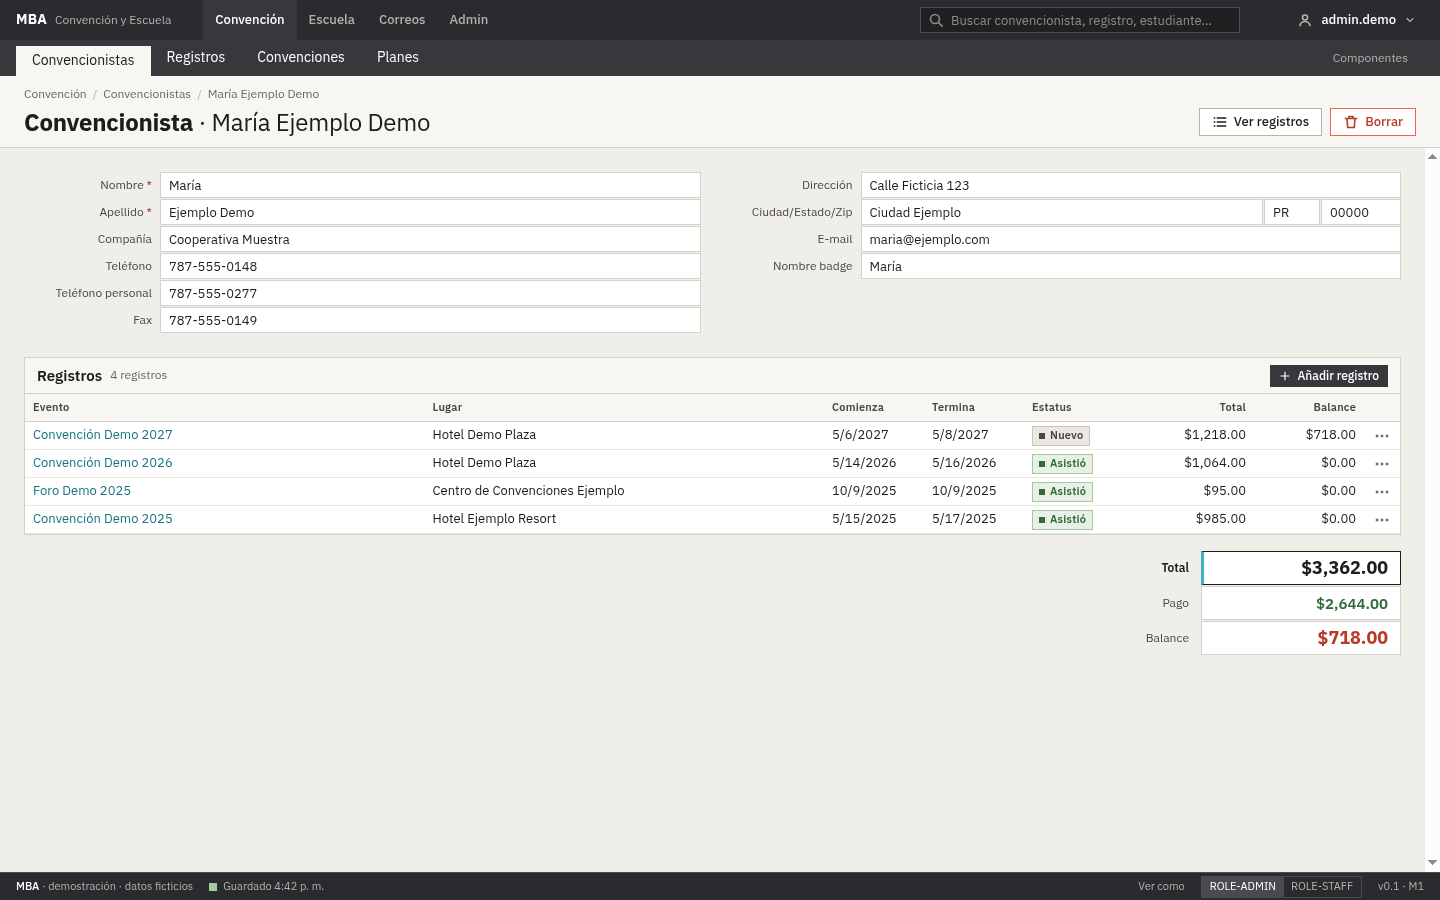 MBA Convención y Escuela Convención Escuela Correos Admin Buscar convencionista, registro, estudiante... admin.demo
Convencionistas Registros Convenciones Planes Componentes
Convención / Convencionistas / María Ejemplo Demo
Convencionista · María Ejemplo Demo Ver registros Borrar
Nombre * María
Apellido * Ejemplo Demo
Compañía Cooperativa Muestra
Teléfono 787-555-0148
Teléfono personal 787-555-0277
Fax 787-555-0149
Dirección Calle Ficticia 123
Ciudad/Estado/Zip Ciudad Ejemplo PR 00000
E-mail maria@ejemplo.com
Nombre badge María
Registros 4 registros + Añadir registro
Evento Lugar Comienza Termina Estatus Total Balance
Convención Demo 2027 Hotel Demo Plaza 5/6/2027 5/8/2027 Nuevo $1,218.00 $718.00 ...
Convención Demo 2026 Hotel Demo Plaza 5/14/2026 5/16/2026 Asistió $1,064.00 $0.00 ...
Foro Demo 2025 Centro de Convenciones Ejemplo 10/9/2025 10/9/2025 Asistió $95.00 $0.00 ...
Convención Demo 2025 Hotel Ejemplo Resort 5/15/2025 5/17/2025 Asistió $985.00 $0.00 ...
Total $3,362.00
Pago $2,644.00
Balance $718.00
MBA · demostración · datos ficticios Guardado 4:42 p. m. Ver como ROLE-ADMIN ROLE-STAFF v0.1 · M1